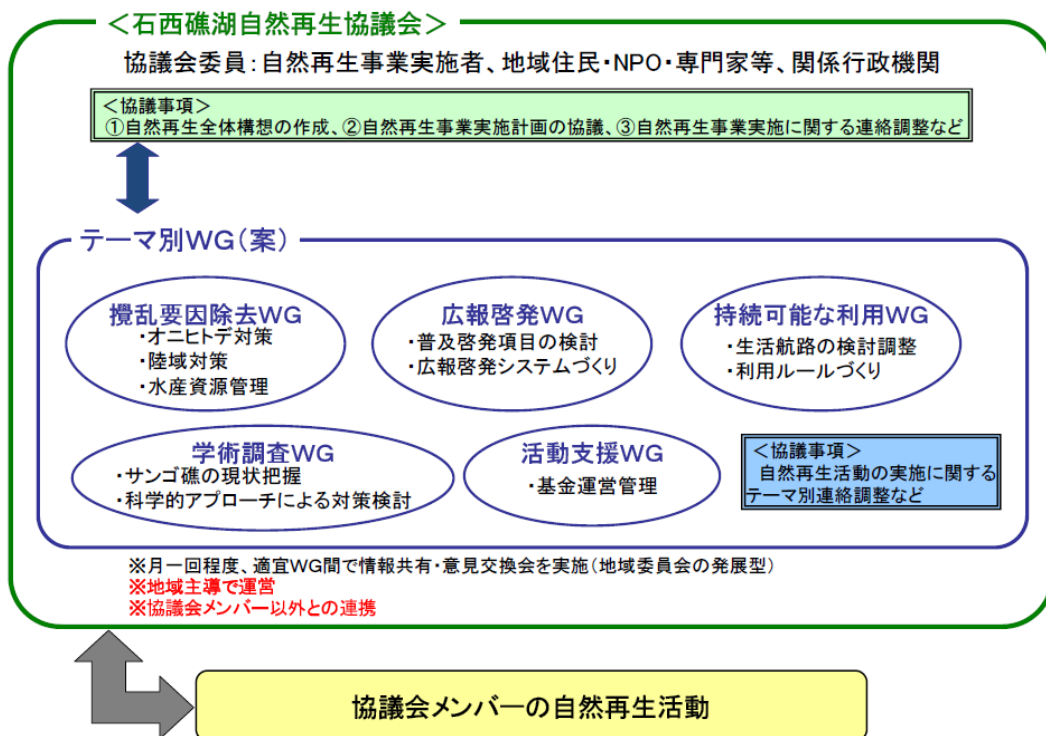 ＜石西礁湖自然再生協議会＞
協議会委員：自然再生事業実施者、地域住民・NPO・専門家等、関係行政機関
＜協議事項＞
①自然再生全体構想の作成、②自然再生事業実施計画の協議、③自然再生事業実施に関する連絡調整など
テーマ別WG（案）
攪乱要因除去WG
・オニヒトデ対策
・陸域対策
・水産資源管理
広報啓発WG
・普及啓発項目の検討
・広報啓発システムづくり
持続可能な利用WG
・生活航路の検討調整
・利用ルールづくり
学術調査WG
・サンゴ礁の現状把握
・科学的アプローチによる対策検討
活動支援WG
・基金運営管理
＜協議事項＞
自然再生活動の実施に関する
テーマ別連絡調整など
※月一回程度、適宜WG間で情報共有・意見交換会を実施（地域委員会の発展型）
※地域主導で運営
※協議会メンバー以外との連携
協議会メンバーの自然再生活動